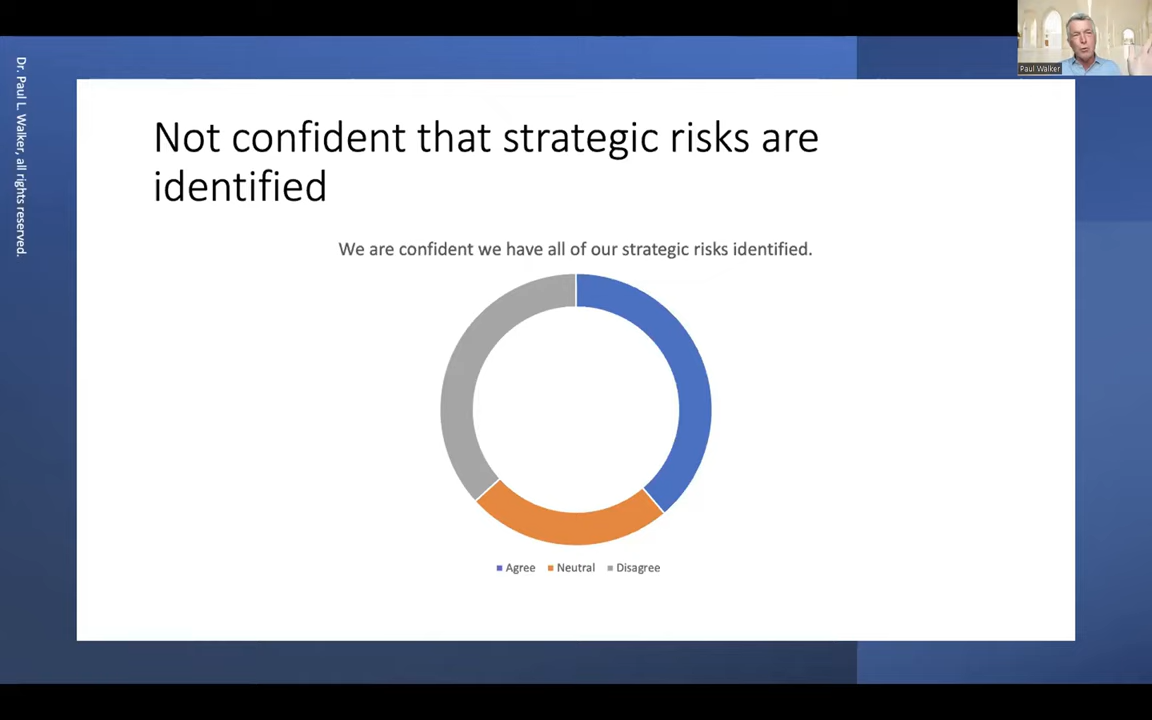 Paul Walker
Dr. Paul L. Walker, all rights reserved.
Not confident that strategic risks are
identified
We are confident we have all of our strategic risks identified.
Agree Neutral Disagree